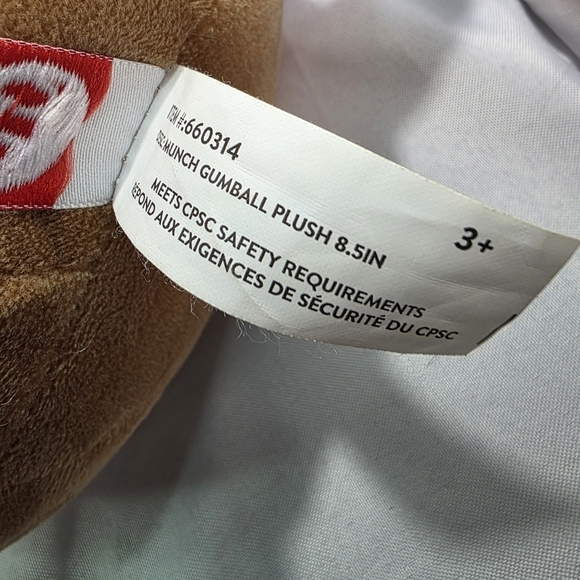 ITEM #:660314
DESC:MUNCH GUMBALL PLUSH 8.5IN
3+
MEETS CPSC SAFETY REQUIREMENTS
RÉPOND AUX EXIGENCES DE SÉCURITÉ DU CPSC